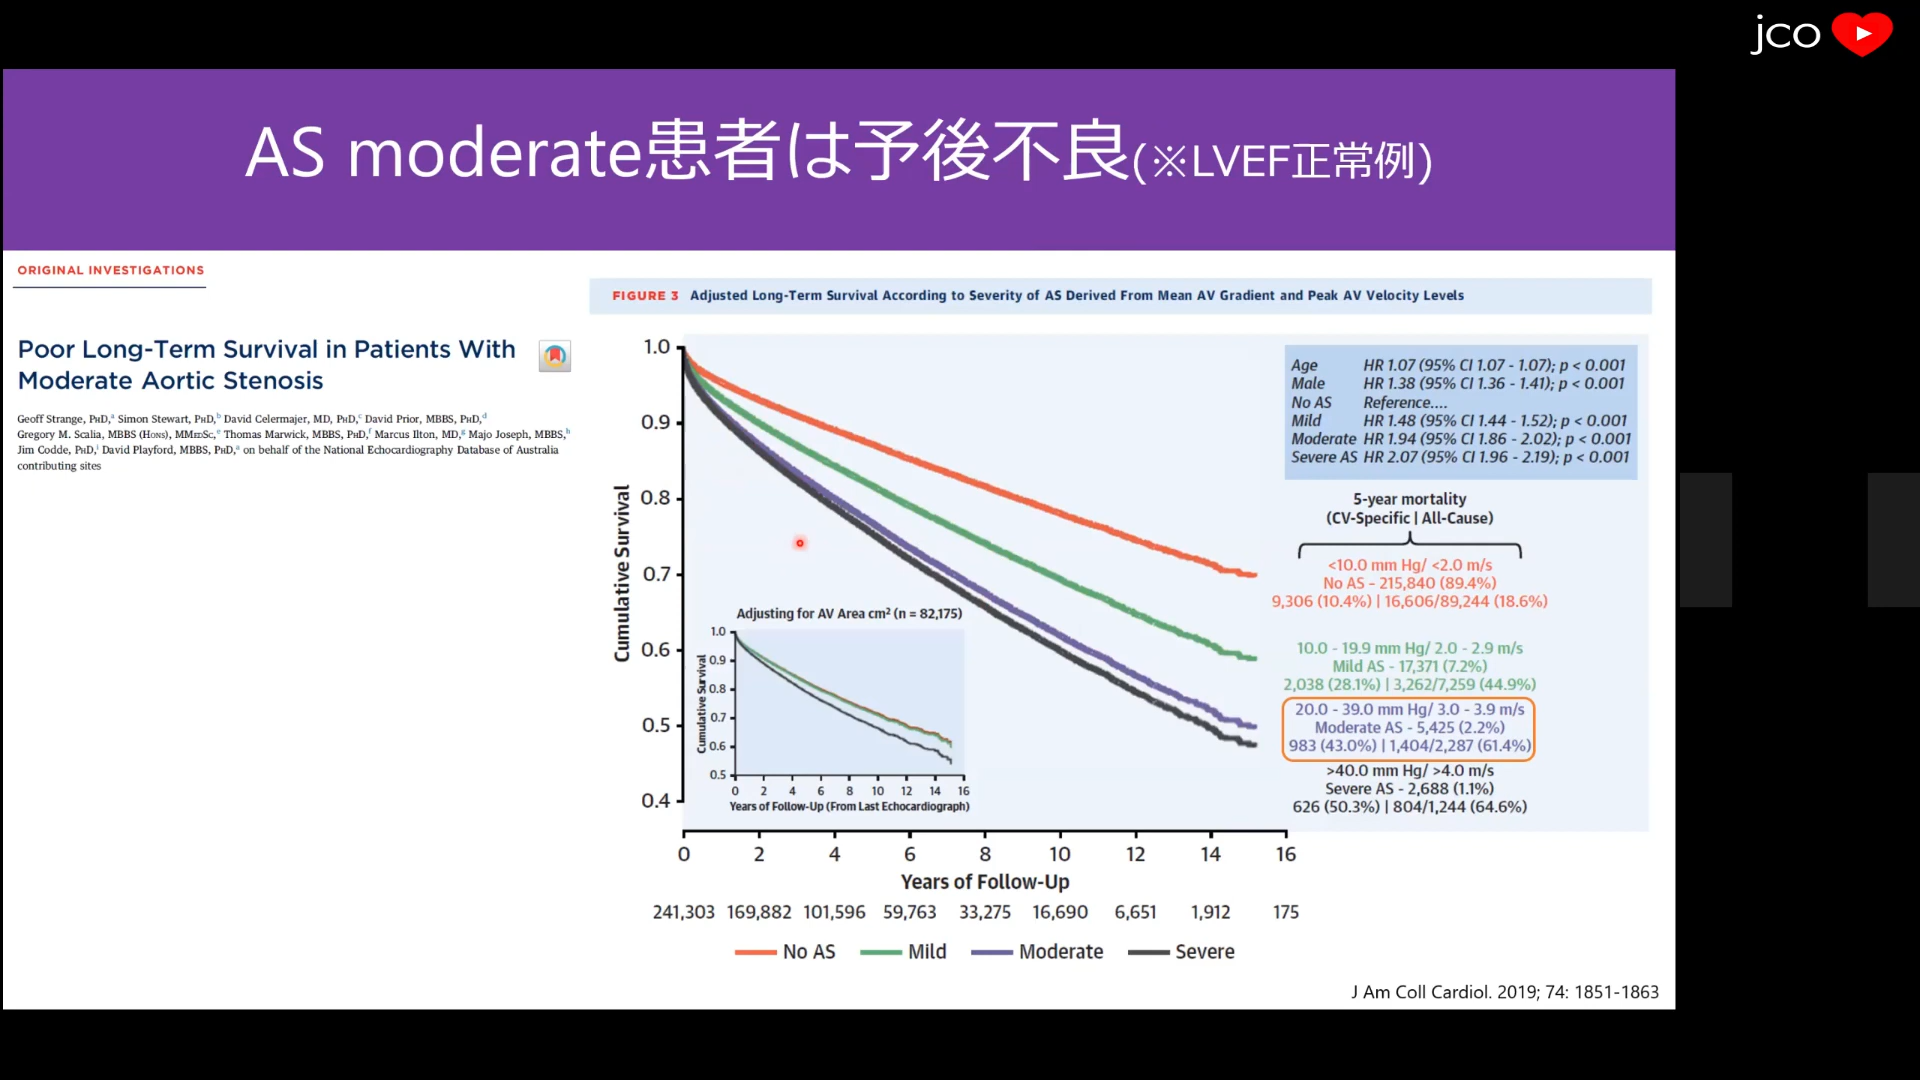 jco
AS moderate患者は予後不良(※LVEF正常例)
ORIGINAL INVESTIGATIONS
Poor Long-Term Survival in Patients With
Moderate Aortic Stenosis
Geoff Strange, PhD,a Simon Stewart, PhD,b David Celermajer, MD, PhD,c David Prior, MBBS, PhD,d
Gregory M. Scalia, MBBS (Hons), MMedSc,e Thomas Marwick, MBBS, PhD,f Marcus Ilton, MD,g Majo Joseph, MBBS,h
Jim Codde, PhD,i David Playford, MBBS, PhD,a on behalf of the National Echocardiography Database of Australia
contributing sites
FIGURE 3 Adjusted Long-Term Survival According to Severity of AS Derived From Mean AV Gradient and Peak AV Velocity Levels
Cumulative Survival
1.0
0.9
0.8
0.7
0.6
0.5
0.4
0 2 4 6 8 10 12 14 16
Years of Follow-Up
241,303 169,882 101,596 59,763 33,275 16,690 6,651 1,912 175
No AS Mild Moderate Severe
Adjusting for AV Area cm² (n = 82,175)
Cumulative Survival
1.0
0.9
0.8
0.7
0.6
0.5
0 2 4 6 8 10 12 14 16
Years of Follow-Up (From Last Echocardiograph)
Age HR 1.07 (95% CI 1.07 - 1.07); p < 0.001
Male HR 1.38 (95% CI 1.36 - 1.41); p < 0.001
No AS Reference....
Mild HR 1.48 (95% CI 1.44 - 1.52); p < 0.001
Moderate HR 1.94 (95% CI 1.86 - 2.02); p < 0.001
Severe AS HR 2.07 (95% CI 1.96 - 2.19); p < 0.001
5-year mortality
(CV-Specific | All-Cause)
<10.0 mm Hg/ <2.0 m/s
No AS - 215,840 (89.4%)
9,306 (10.4%) | 16,606/89,244 (18.6%)
10.0 - 19.9 mm Hg/ 2.0 - 2.9 m/s
Mild AS - 17,371 (7.2%)
2,038 (28.1%) | 3,262/7,259 (44.9%)
20.0 - 39.0 mm Hg/ 3.0 - 3.9 m/s
Moderate AS - 5,425 (2.2%)
983 (43.0%) | 1,404/2,287 (61.4%)
>40.0 mm Hg/ >4.0 m/s
Severe AS - 2,688 (1.1%)
626 (50.3%) | 804/1,244 (64.6%)
J Am Coll Cardiol. 2019; 74: 1851-1863